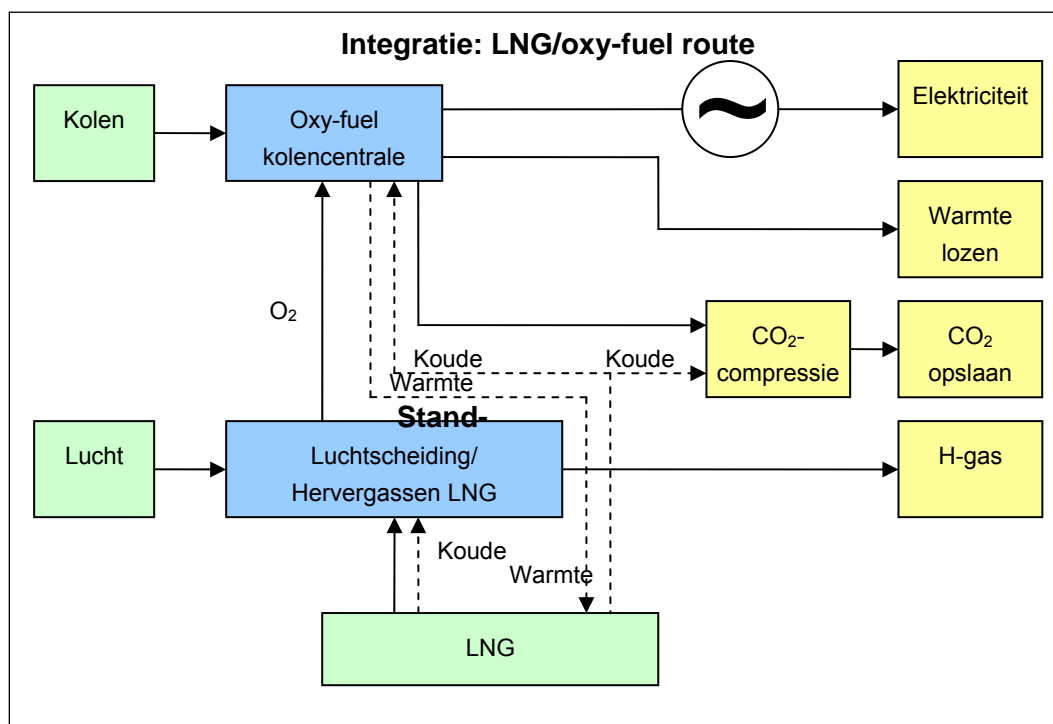 Integratie: LNG/oxy-fuel route
Kolen
Oxy-fuel
kolencentrale
Elektriciteit
Warmte
lozen
O₂
CO₂-
compressie
CO₂
opslaan
Koude
Koude
Warmte
Stand-
Lucht
Luchtscheiding/
Hervergassen LNG
H-gas
Koude
Warmte
LNG